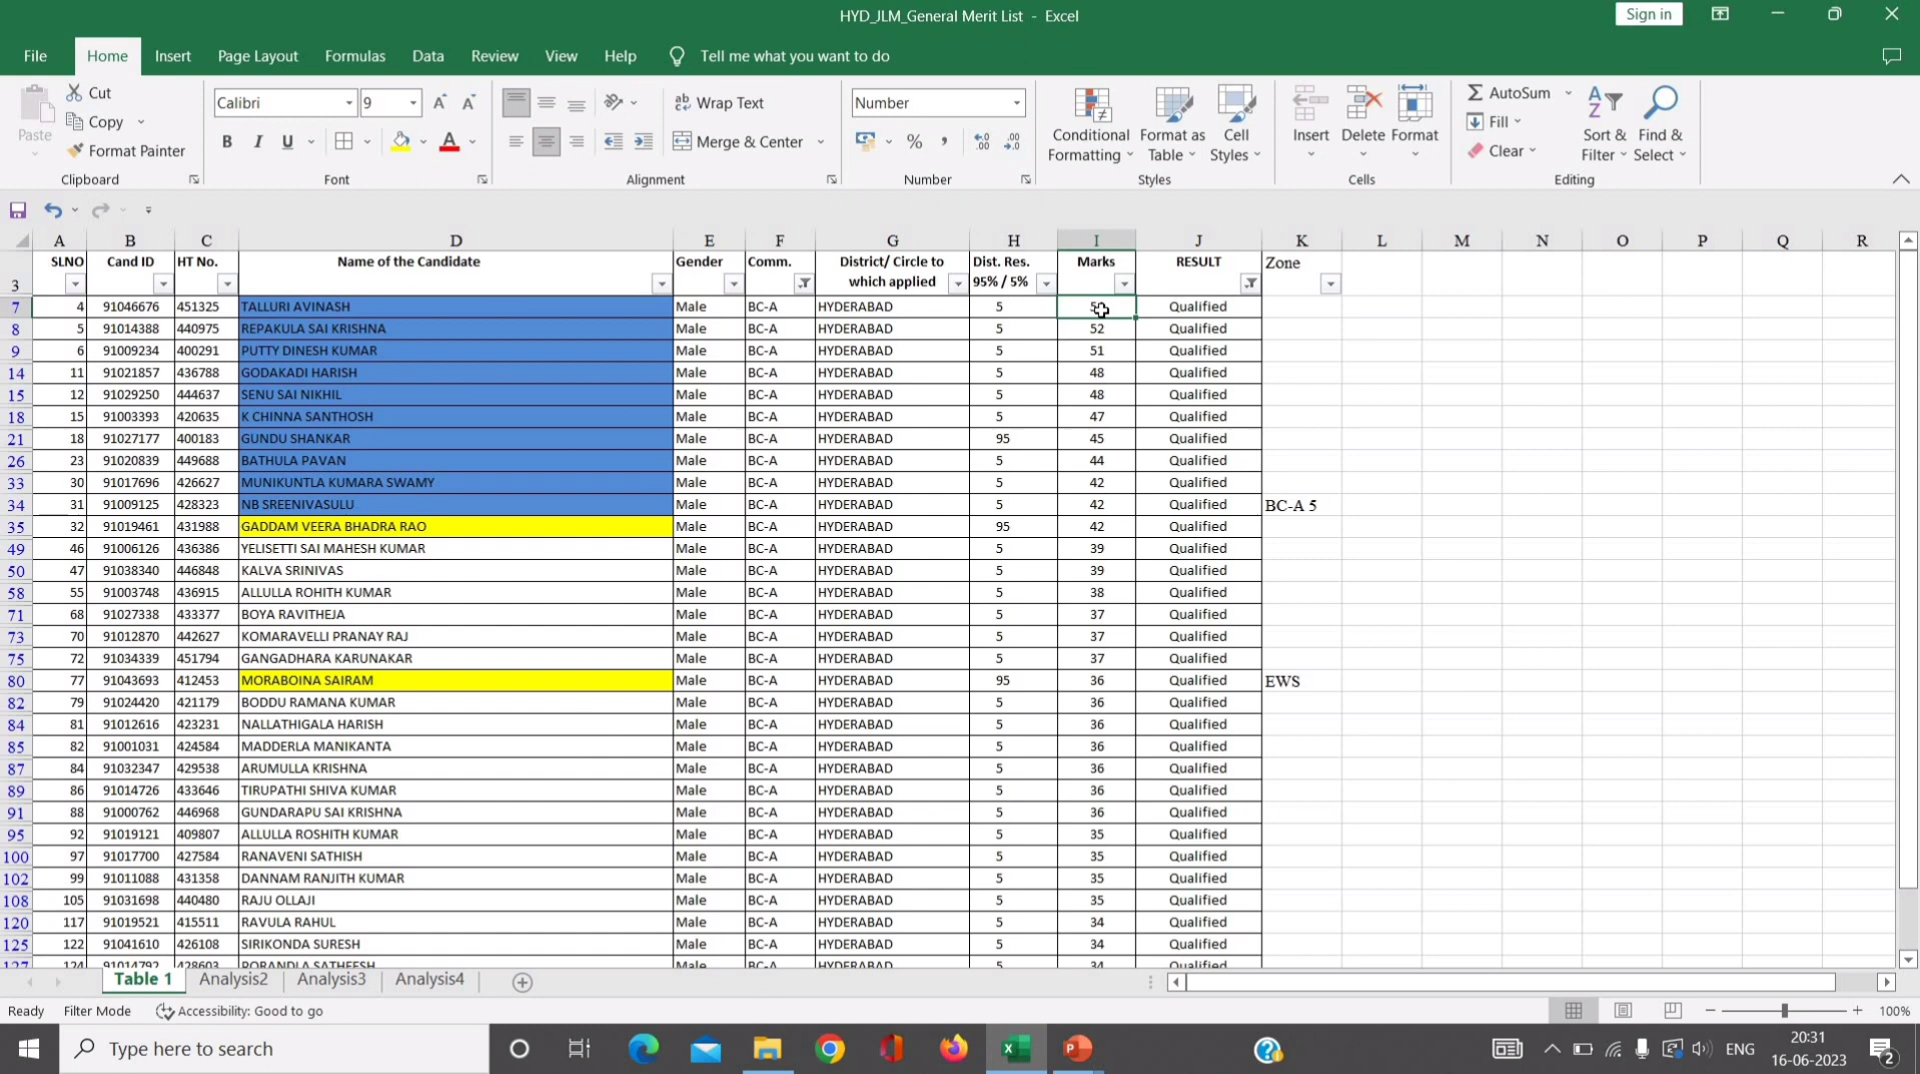 HYD_JLM_General Merit List - Excel
Sign in
File Home Insert Page Layout Formulas Data Review View Help Tell me what you want to do
Paste Cut Copy Format Painter Clipboard
Calibri 9 B I U A Font
Wrap Text Merge & Center Alignment
Number % , Number
Conditional Formatting Format as Table Cell Styles Styles
Insert Delete Format Cells
AutoSum Fill Clear Sort & Filter Find & Select Editing
A B C D E F G H I J K L M N O P Q R
3 SLNO Cand ID HT No. Name of the Candidate Gender Comm. District/ Circle to which applied Dist. Res. 95% / 5% Marks RESULT Zone
7 4 91046676 451325 TALLURI AVINASH Male BC-A HYDERABAD 5 Qualified
8 5 91014388 440975 REPAKULA SAI KRISHNA Male BC-A HYDERABAD 5 52 Qualified
9 6 91009234 400291 PUTTY DINESH KUMAR Male BC-A HYDERABAD 5 51 Qualified
14 11 91021857 436788 GODAKADI HARISH Male BC-A HYDERABAD 5 48 Qualified
15 12 91029250 444637 SENU SAI NIKHIL Male BC-A HYDERABAD 5 48 Qualified
18 15 91003393 420635 K CHINNA SANTHOSH Male BC-A HYDERABAD 5 47 Qualified
21 18 91027177 400183 GUNDU SHANKAR Male BC-A HYDERABAD 95 45 Qualified
26 23 91020839 449688 BATHULA PAVAN Male BC-A HYDERABAD 5 44 Qualified
33 30 91017696 426627 MUNIKUNTLA KUMARA SWAMY Male BC-A HYDERABAD 5 42 Qualified
34 31 91009125 428323 NB SREENIVASULU Male BC-A HYDERABAD 5 42 Qualified BC-A 5
35 32 91019461 431988 GADDAM VEERA BHADRA RAO Male BC-A HYDERABAD 95 42 Qualified
49 46 91006126 436386 YELISETTI SAI MAHESH KUMAR Male BC-A HYDERABAD 5 39 Qualified
50 47 91038340 446848 KALVA SRINIVAS Male BC-A HYDERABAD 5 39 Qualified
58 55 91003748 436915 ALLULLA ROHITH KUMAR Male BC-A HYDERABAD 5 38 Qualified
71 68 91027338 433377 BOYA RAVITHEJA Male BC-A HYDERABAD 5 37 Qualified
73 70 91012870 442627 KOMARAVELLI PRANAY RAJ Male BC-A HYDERABAD 5 37 Qualified
75 72 91034339 451794 GANGADHARA KARUNAKAR Male BC-A HYDERABAD 5 37 Qualified
80 77 91043693 412453 MORABOINA SAIRAM Male BC-A HYDERABAD 95 36 Qualified EWS
82 79 91024420 421179 BODDU RAMANA KUMAR Male BC-A HYDERABAD 5 36 Qualified
84 81 91012616 423231 NALLATHIGALA HARISH Male BC-A HYDERABAD 5 36 Qualified
85 82 91001031 424584 MADDERLA MANIKANTA Male BC-A HYDERABAD 5 36 Qualified
87 84 91032347 429538 ARUMULLA KRISHNA Male BC-A HYDERABAD 5 36 Qualified
89 86 91014726 433646 TIRUPATHI SHIVA KUMAR Male BC-A HYDERABAD 5 36 Qualified
91 88 91000762 446968 GUNDARAPU SAI KRISHNA Male BC-A HYDERABAD 5 36 Qualified
95 92 91019121 409807 ALLULLA ROSHITH KUMAR Male BC-A HYDERABAD 5 35 Qualified
100 97 91017700 427584 RANAVENI SATHISH Male BC-A HYDERABAD 5 35 Qualified
102 99 91011088 431358 DANNAM RANJITH KUMAR Male BC-A HYDERABAD 5 35 Qualified
108 105 91031698 440480 RAJU OLLAJI Male BC-A HYDERABAD 5 35 Qualified
120 117 91019521 415511 RAVULA RAHUL Male BC-A HYDERABAD 5 34 Qualified
125 122 91041610 426108 SIRIKONDA SURESH Male BC-A HYDERABAD 5 34 Qualified
127 124 91014792 428603 Male BC-A HYDERABAD 5 34 Qualified
Table 1 Analysis2 Analysis3 Analysis4
Ready Filter Mode Accessibility: Good to go 100%
Type here to search ENG 20:31
16-06-2023 2